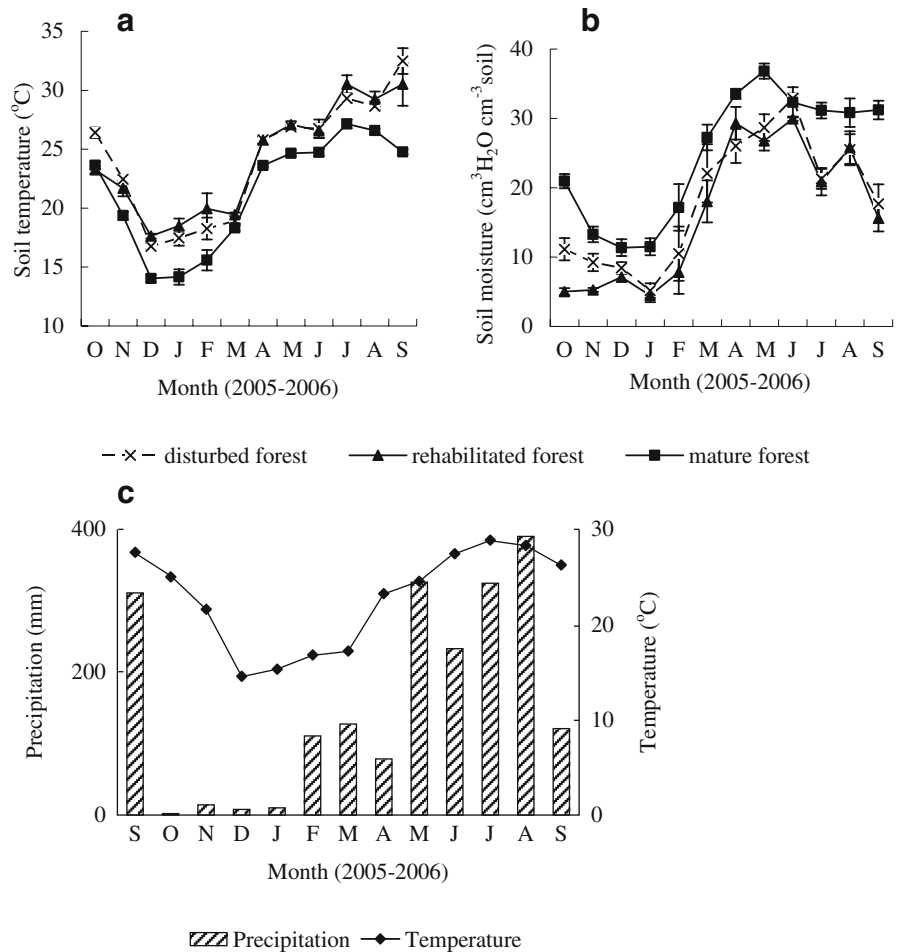 a
Soil temperature (°C)
35
30
25
20
15
10
O N D J F M A M J J A S
Month (2005-2006)
b
Soil moisture (cm³H₂O cm⁻³soil)
40
30
20
10
0
O N D J F M A M J J A S
Month (2005-2006)
disturbed forest rehabilitated forest mature forest
c
Precipitation (mm)
400
200
0
Temperature (°C)
30
20
10
0
S O N D J F M A M J J A S
Month (2005-2006)
Precipitation Temperature